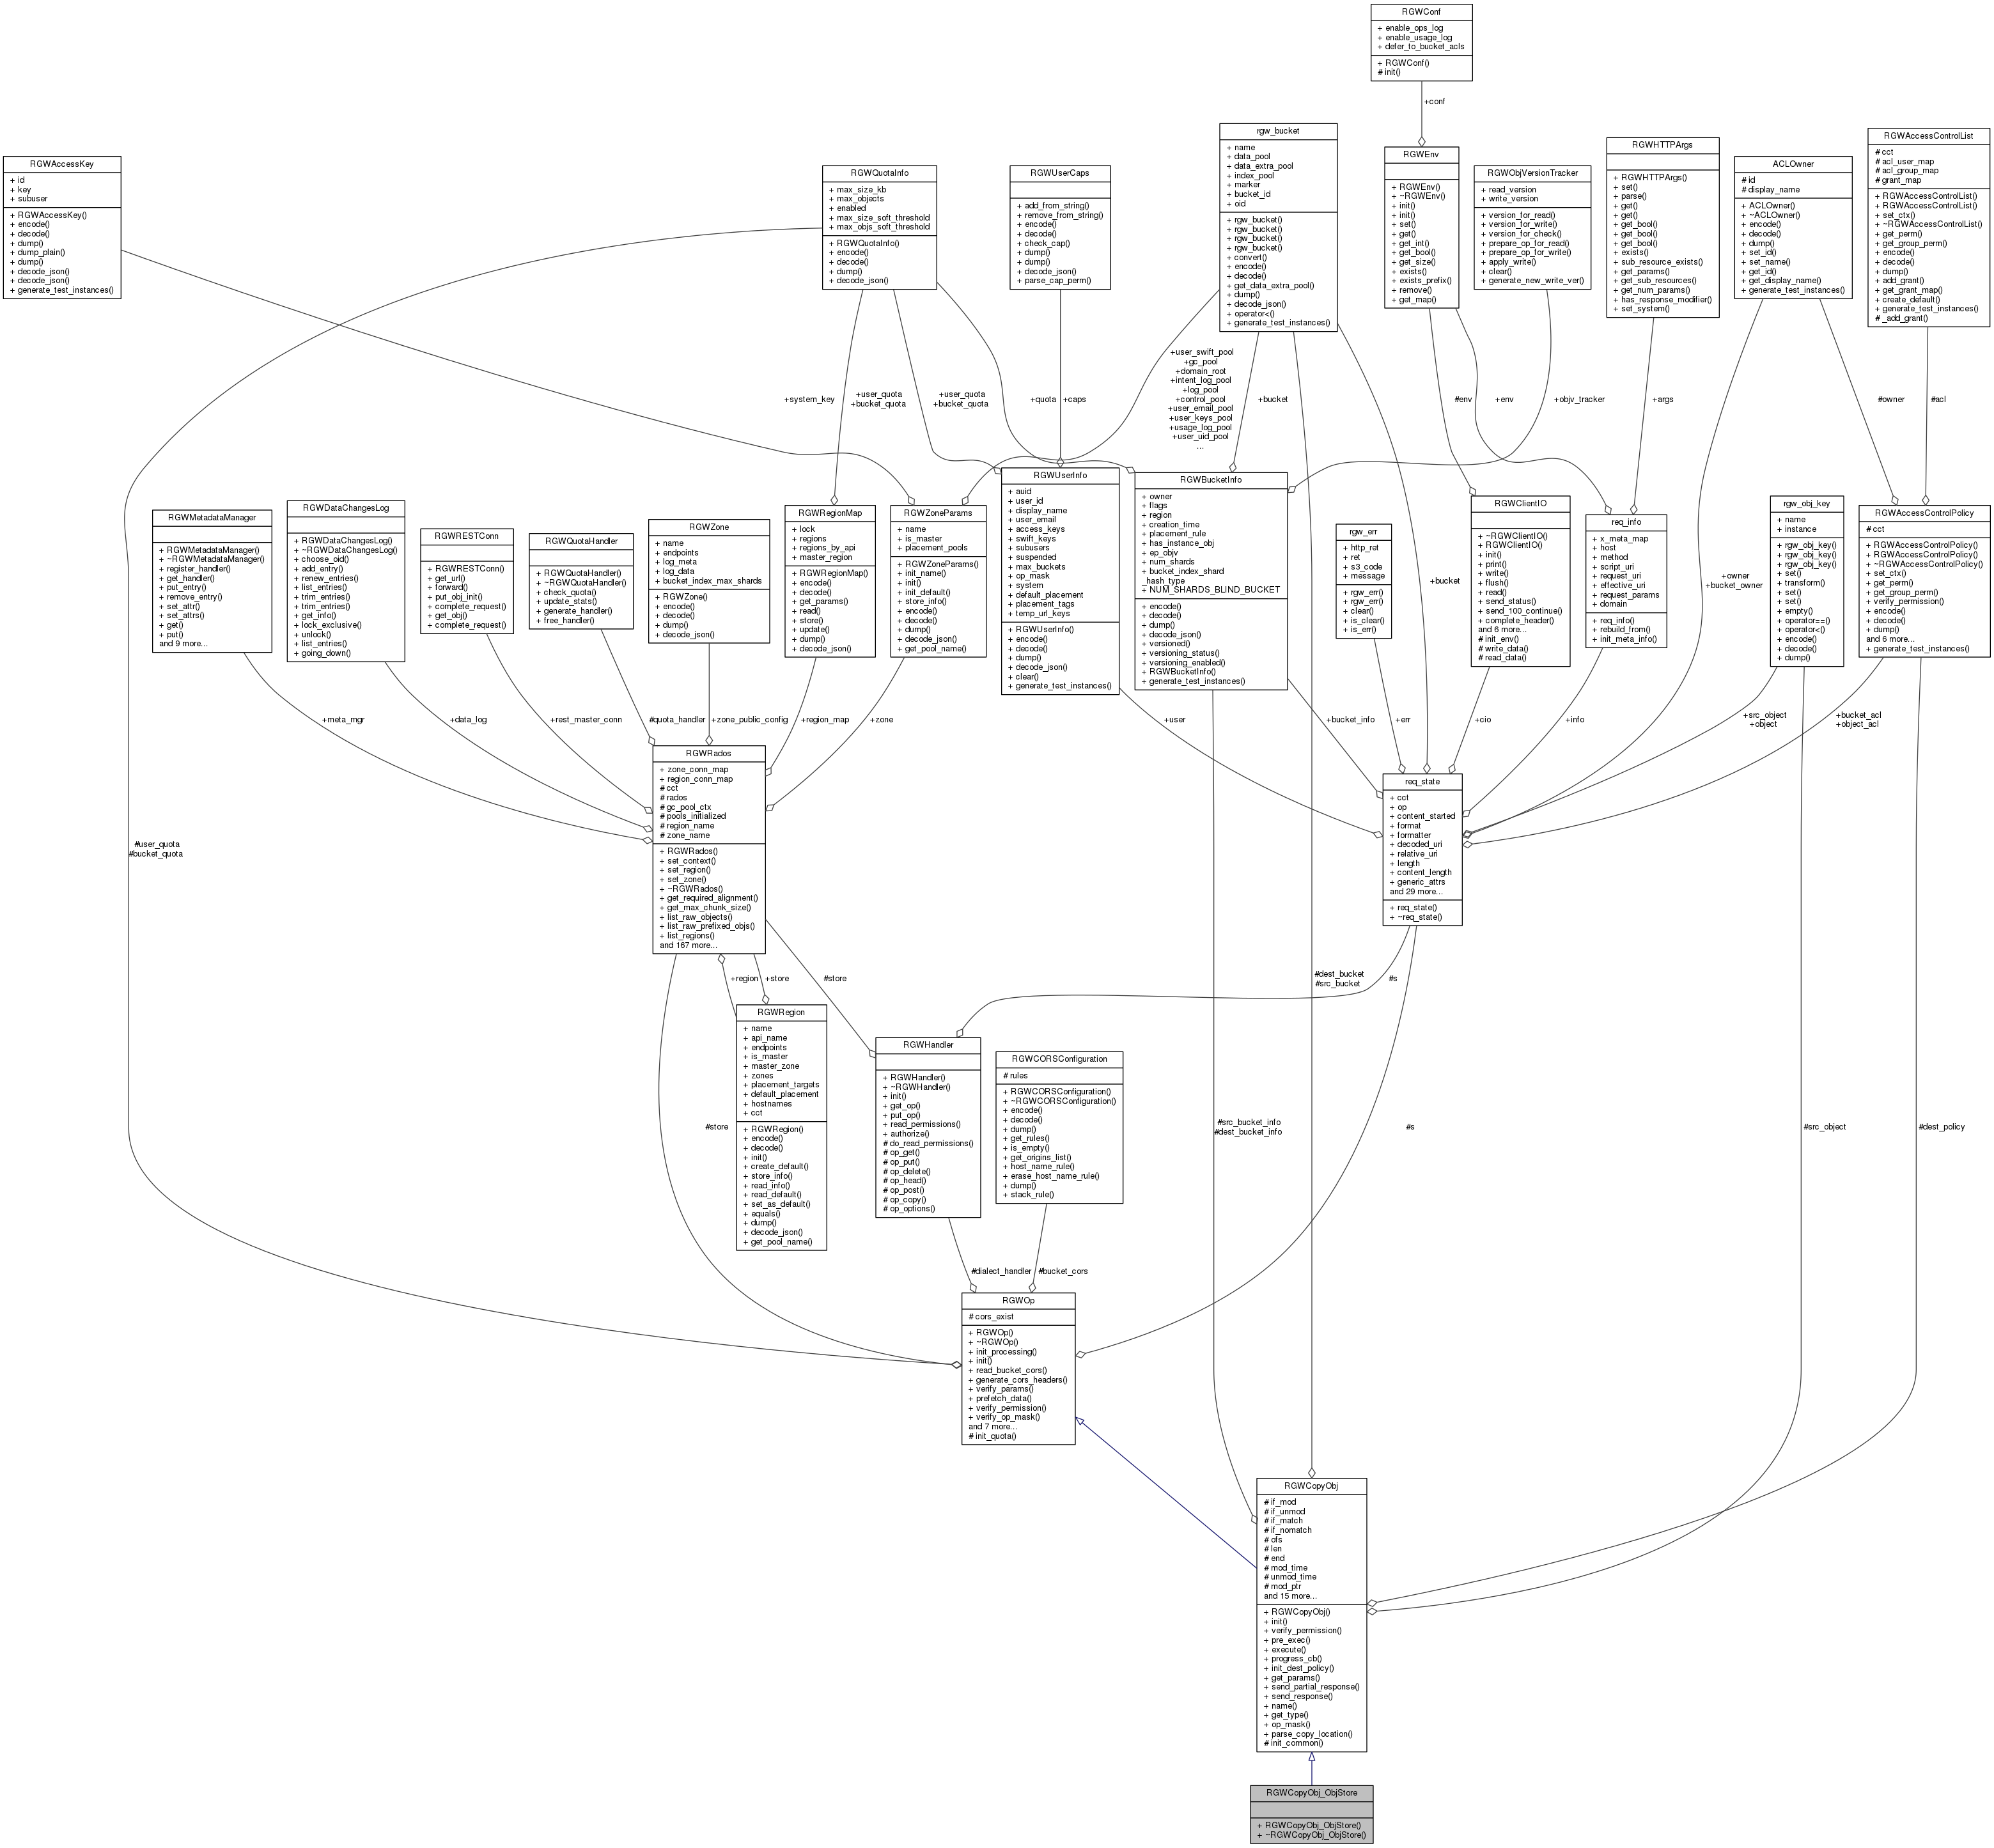 RGWConf
+ enable_ops_log
+ enable_usage_log
+ defer_to_bucket_acls
+ RGWConf()
# init()
+conf
RGWAccessKey
+ id
+ key
+ subuser
+ RGWAccessKey()
+ encode()
+ decode()
+ dump()
+ dump_plain()
+ dump()
+ decode_json()
+ decode_json()
+ generate_test_instances()
RGWQuotaInfo
+ max_size_kb
+ max_objects
+ enabled
+ max_size_soft_threshold
+ max_objs_soft_threshold
+ RGWQuotaInfo()
+ encode()
+ decode()
+ dump()
+ decode_json()
RGWUserCaps
+ add_from_string()
+ remove_from_string()
+ encode()
+ decode()
+ check_cap()
+ dump()
+ dump()
+ decode_json()
+ parse_cap_perm()
rgw_bucket
+ name
+ data_pool
+ data_extra_pool
+ index_pool
+ marker
+ bucket_id
+ oid
+ rgw_bucket()
+ rgw_bucket()
+ rgw_bucket()
+ rgw_bucket()
+ convert()
+ encode()
+ decode()
+ get_data_extra_pool()
+ dump()
+ decode_json()
+ operator<()
+ generate_test_instances()
RGWEnv
+ RGWEnv()
+ ~RGWEnv()
+ init()
+ init()
+ set()
+ get()
+ get_int()
+ get_bool()
+ get_size()
+ exists()
+ exists_prefix()
+ remove()
+ get_map()
RGWObjVersionTracker
+ read_version
+ write_version
+ version_for_read()
+ version_for_write()
+ version_for_check()
+ prepare_op_for_read()
+ prepare_op_for_write()
+ apply_write()
+ clear()
+ generate_new_write_ver()
RGWHTTPArgs
+ RGWHTTPArgs()
+ set()
+ parse()
+ get()
+ get()
+ get_bool()
+ get_bool()
+ get_bool()
+ exists()
+ sub_resource_exists()
+ get_params()
+ get_sub_resources()
+ get_num_params()
+ has_response_modifier()
+ set_system()
ACLOwner
# id
# display_name
+ ACLOwner()
+ ~ACLOwner()
+ encode()
+ decode()
+ dump()
+ set_id()
+ set_name()
+ get_id()
+ get_display_name()
+ generate_test_instances()
RGWAccessControlList
# cct
# acl_user_map
# acl_group_map
# grant_map
+ RGWAccessControlList()
+ RGWAccessControlList()
+ set_ctx()
+ ~RGWAccessControlList()
+ get_perm()
+ get_group_perm()
+ encode()
+ decode()
+ dump()
+ add_grant()
+ get_grant_map()
+ create_default()
+ generate_test_instances()
# _add_grant()
+system_key
+user_quota
+bucket_quota
+user_quota
+bucket_quota
+quota
+caps
+user_swift_pool
+gc_pool
+domain_root
+intent_log_pool
+log_pool
+control_pool
+user_email_pool
+user_keys_pool
+usage_log_pool
+user_uid_pool
...
+bucket
#env
+env
+objv_tracker
+args
#owner
#acl
RGWMetadataManager
+ RGWMetadataManager()
+ ~RGWMetadataManager()
+ register_handler()
+ get_handler()
+ put_entry()
+ remove_entry()
+ set_attr()
+ set_attrs()
+ get()
+ put()
and 9 more...
RGWDataChangesLog
+ RGWDataChangesLog()
+ ~RGWDataChangesLog()
+ choose_oid()
+ add_entry()
+ renew_entries()
+ list_entries()
+ trim_entries()
+ trim_entries()
+ get_info()
+ lock_exclusive()
+ unlock()
+ list_entries()
+ going_down()
RGWRESTConn
+ RGWRESTConn()
+ get_url()
+ forward()
+ put_obj_init()
+ complete_request()
+ get_obj()
+ complete_request()
RGWQuotaHandler
+ RGWQuotaHandler()
+ ~RGWQuotaHandler()
+ check_quota()
+ update_stats()
+ generate_handler()
+ free_handler()
RGWZone
+ name
+ endpoints
+ log_meta
+ log_data
+ bucket_index_max_shards
+ RGWZone()
+ encode()
+ decode()
+ dump()
+ decode_json()
RGWRegionMap
+ lock
+ regions
+ regions_by_api
+ master_region
+ RGWRegionMap()
+ encode()
+ decode()
+ get_params()
+ read()
+ store()
+ update()
+ dump()
+ decode_json()
RGWZoneParams
+ name
+ is_master
+ placement_pools
+ RGWZoneParams()
+ init_name()
+ init()
+ init_default()
+ store_info()
+ encode()
+ decode()
+ dump()
+ decode_json()
+ get_pool_name()
RGWUserInfo
+ auid
+ user_id
+ display_name
+ user_email
+ access_keys
+ swift_keys
+ subusers
+ suspended
+ max_buckets
+ op_mask
+ system
+ default_placement
+ placement_tags
+ temp_url_keys
+ RGWUserInfo()
+ encode()
+ decode()
+ dump()
+ decode_json()
+ clear()
+ generate_test_instances()
RGWBucketInfo
+ owner
+ flags
+ region
+ creation_time
+ placement_rule
+ has_instance_obj
+ ep_objv
+ num_shards
+ bucket_index_shard
_hash_type
+ NUM_SHARDS_BLIND_BUCKET
+ encode()
+ decode()
+ dump()
+ decode_json()
+ versioned()
+ versioning_status()
+ versioning_enabled()
+ RGWBucketInfo()
+ generate_test_instances()
rgw_err
+ http_ret
+ ret
+ s3_code
+ message
+ rgw_err()
+ rgw_err()
+ clear()
+ is_clear()
+ is_err()
+bucket
RGWClientIO
+ ~RGWClientIO()
+ RGWClientIO()
+ init()
+ print()
+ write()
+ flush()
+ read()
+ send_status()
+ send_100_continue()
+ complete_header()
and 6 more...
# init_env()
# write_data()
# read_data()
req_info
+ x_meta_map
+ host
+ method
+ script_uri
+ request_uri
+ effective_uri
+ request_params
+ domain
+ req_info()
+ rebuild_from()
+ init_meta_info()
+owner
+bucket_owner
rgw_obj_key
+ name
+ instance
+ rgw_obj_key()
+ rgw_obj_key()
+ rgw_obj_key()
+ set()
+ transform()
+ set()
+ set()
+ empty()
+ operator==()
+ operator<()
+ encode()
+ decode()
+ dump()
RGWAccessControlPolicy
# cct
+ RGWAccessControlPolicy()
+ RGWAccessControlPolicy()
+ ~RGWAccessControlPolicy()
+ set_ctx()
+ get_perm()
+ get_group_perm()
+ verify_permission()
+ encode()
+ decode()
+ dump()
and 6 more...
+ generate_test_instances()
+meta_mgr
+data_log
+rest_master_conn
#quota_handler
+zone_public_config
+region_map
+zone
+user
+bucket_info
+err
+cio
+info
+src_object
+object
+bucket_acl
+object_acl
RGWRados
+ zone_conn_map
+ region_conn_map
# cct
# rados
# gc_pool_ctx
# pools_initialized
# region_name
# zone_name
+ RGWRados()
+ set_context()
+ set_region()
+ set_zone()
+ ~RGWRados()
+ get_required_alignment()
+ get_max_chunk_size()
+ list_raw_objects()
+ list_raw_prefixed_objs()
+ list_regions()
and 167 more...
req_state
+ cct
+ op
+ content_started
+ format
+ formatter
+ decoded_uri
+ relative_uri
+ length
+ content_length
+ generic_attrs
and 29 more...
+ req_state()
+ ~req_state()
#user_quota
#bucket_quota
+region
+store
#store
#dest_bucket
#src_bucket
#s
RGWRegion
+ name
+ api_name
+ endpoints
+ is_master
+ master_zone
+ zones
+ placement_targets
+ default_placement
+ hostnames
+ cct
+ RGWRegion()
+ encode()
+ decode()
+ init()
+ create_default()
+ store_info()
+ read_info()
+ read_default()
+ set_as_default()
+ equals()
+ dump()
+ decode_json()
+ get_pool_name()
RGWHandler
+ RGWHandler()
+ ~RGWHandler()
+ init()
+ get_op()
+ put_op()
+ read_permissions()
+ authorize()
# do_read_permissions()
# op_get()
# op_put()
# op_delete()
# op_head()
# op_post()
# op_copy()
# op_options()
RGWCORSConfiguration
# rules
+ RGWCORSConfiguration()
+ ~RGWCORSConfiguration()
+ encode()
+ decode()
+ dump()
+ get_rules()
+ is_empty()
+ get_origins_list()
+ host_name_rule()
+ erase_host_name_rule()
+ dump()
+ stack_rule()
#store
#src_bucket_info
#dest_bucket_info
#s
#src_object
#dest_policy
#dialect_handler
#bucket_cors
RGWOp
# cors_exist
+ RGWOp()
+ ~RGWOp()
+ init_processing()
+ init()
+ read_bucket_cors()
+ generate_cors_headers()
+ verify_params()
+ prefetch_data()
+ verify_permission()
+ verify_op_mask()
and 7 more...
# init_quota()
RGWCopyObj
# if_mod
# if_unmod
# if_match
# if_nomatch
# ofs
# len
# end
# mod_time
# unmod_time
# mod_ptr
and 15 more...
+ RGWCopyObj()
+ init()
+ verify_permission()
+ pre_exec()
+ execute()
+ progress_cb()
+ init_dest_policy()
+ get_params()
+ send_partial_response()
+ send_response()
+ name()
+ get_type()
+ op_mask()
+ parse_copy_location()
# init_common()
RGWCopyObj_ObjStore
+ RGWCopyObj_ObjStore()
+ ~RGWCopyObj_ObjStore()